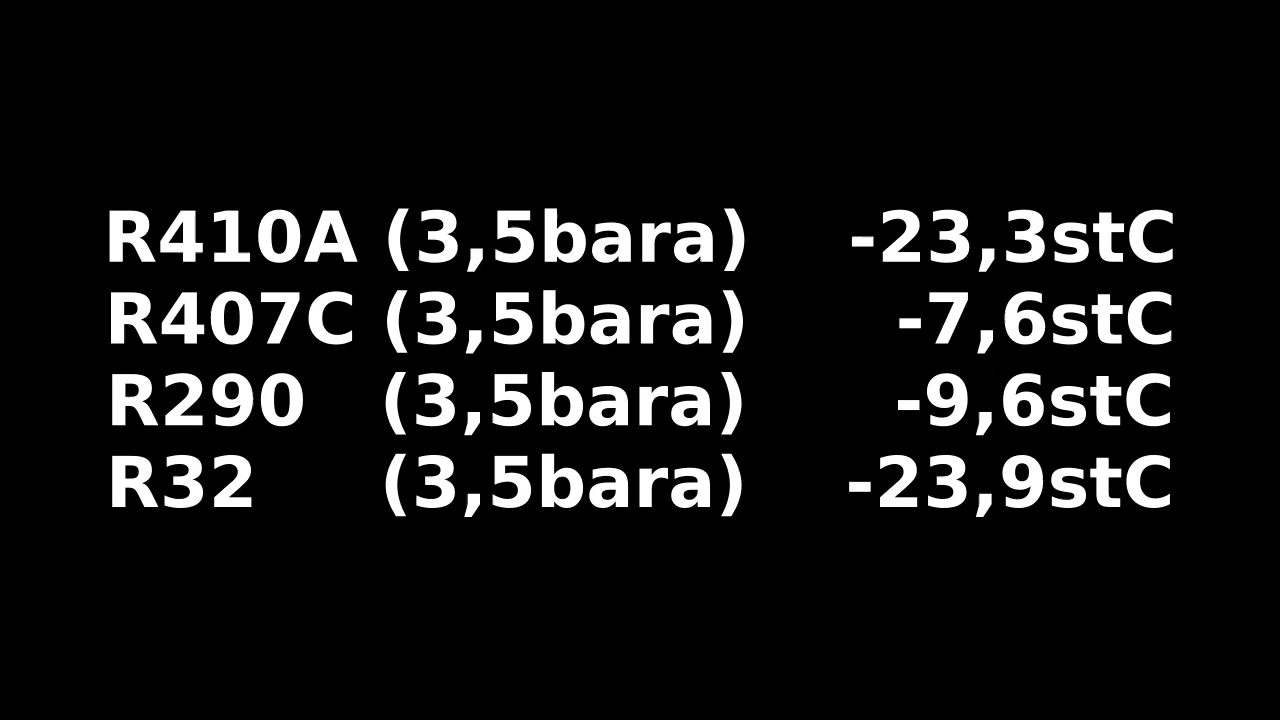 R410A (3,5bara) -23,3stC
R407C (3,5bara) -7,6stC
R290 (3,5bara) -9,6stC
R32 (3,5bara) -23,9stC